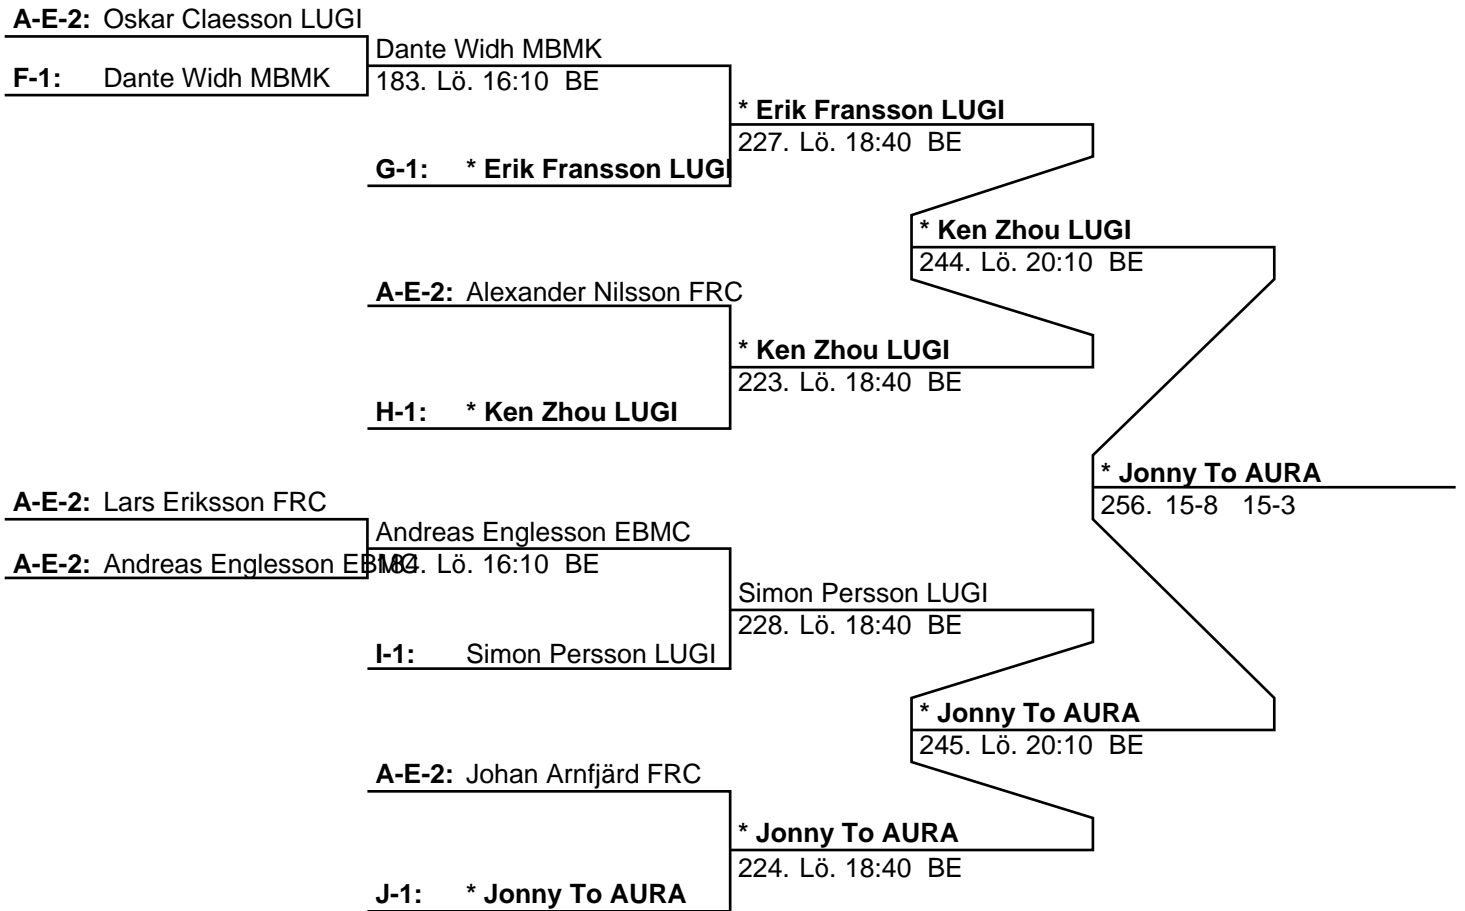 A-E-2: Oskar Claesson LUGI
Dante Widh MBMK
F-1: Dante Widh MBMK
183. Lö. 16:10 BE
* Erik Fransson LUGI
227. Lö. 18:40 BE
G-1: * Erik Fransson LUGI
* Ken Zhou LUGI
244. Lö. 20:10 BE
A-E-2: Alexander Nilsson FRC
* Ken Zhou LUGI
223. Lö. 18:40 BE
H-1: * Ken Zhou LUGI
* Jonny To AURA
256. 15-8 15-3
A-E-2: Lars Eriksson FRC
Andreas Englesson EBMC
A-E-2: Andreas Englesson EBMC
184. Lö. 16:10 BE
Simon Persson LUGI
228. Lö. 18:40 BE
I-1: Simon Persson LUGI
* Jonny To AURA
245. Lö. 20:10 BE
A-E-2: Johan Arnfjärd FRC
* Jonny To AURA
224. Lö. 18:40 BE
J-1: * Jonny To AURA